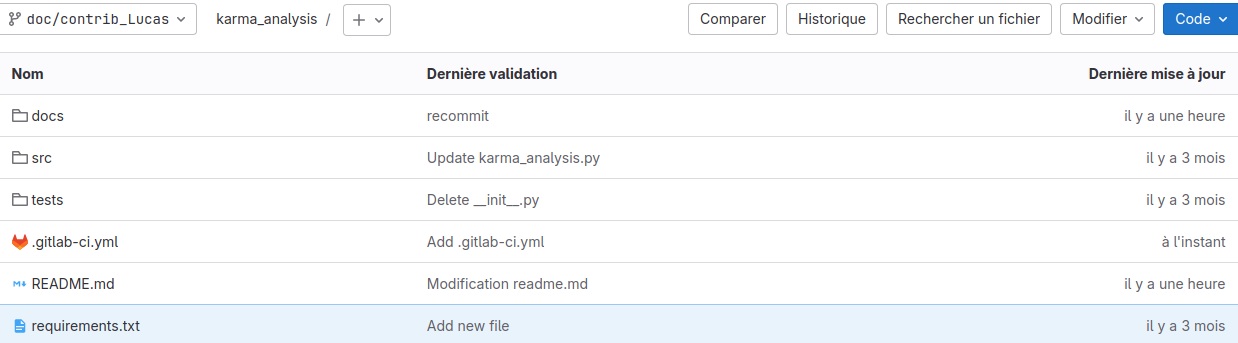 doc/contrib_Lucas karma_analysis / + Comparer Historique Rechercher un fichier Modifier Code
Nom Dernière validation Dernière mise à jour
docs recommit il y a une heure
src Update karma_analysis.py il y a 3 mois
tests Delete __init__.py il y a 3 mois
.gitlab-ci.yml Add .gitlab-ci.yml à l'instant
README.md Modification readme.md il y a une heure
requirements.txt Add new file il y a 3 mois